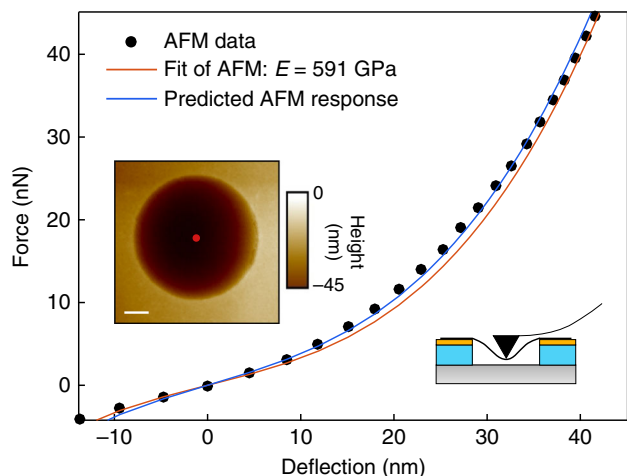 AFM data
Fit of AFM: E = 591 GPa
Predicted AFM response
40
30
20
10
0
Force (nN)
0
–45
Height
(nm)
–10
0
10
20
30
40
Deflection (nm)